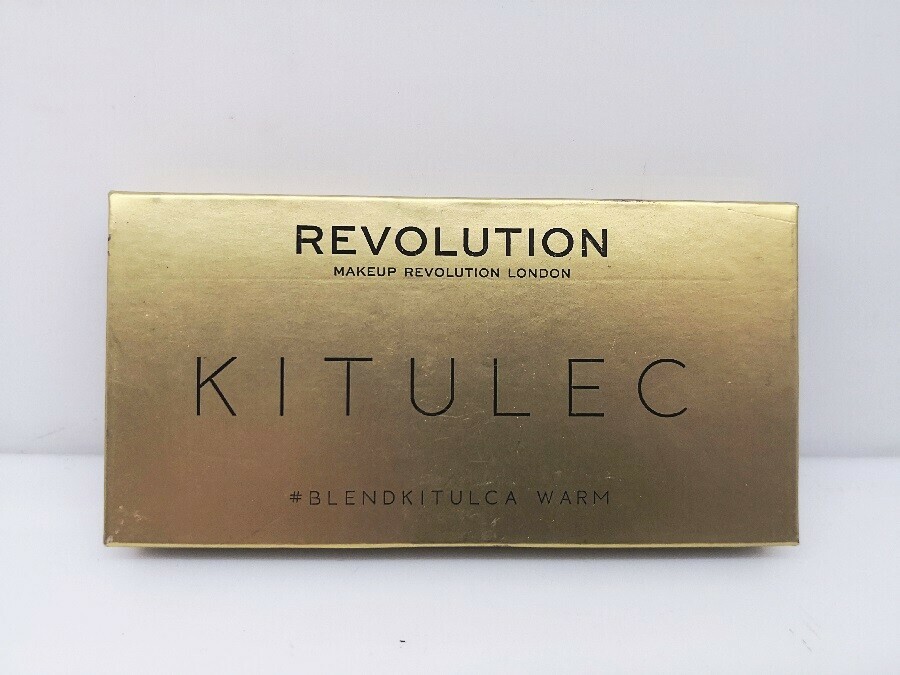 REVOLUTION
MAKEUP REVOLUTION LONDON
KITULEC
#BLENDKITULCA WARM